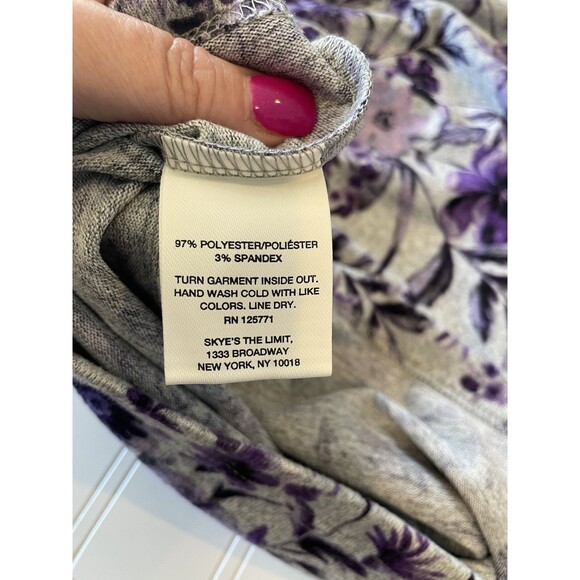 97% POLYESTER/POLIÉSTER
3% SPANDEX
TURN GARMENT INSIDE OUT.
HAND WASH COLD WITH LIKE
COLORS. LINE DRY.
RN 125771
SKYE'S THE LIMIT,
1333 BROADWAY
NEW YORK, NY 10018